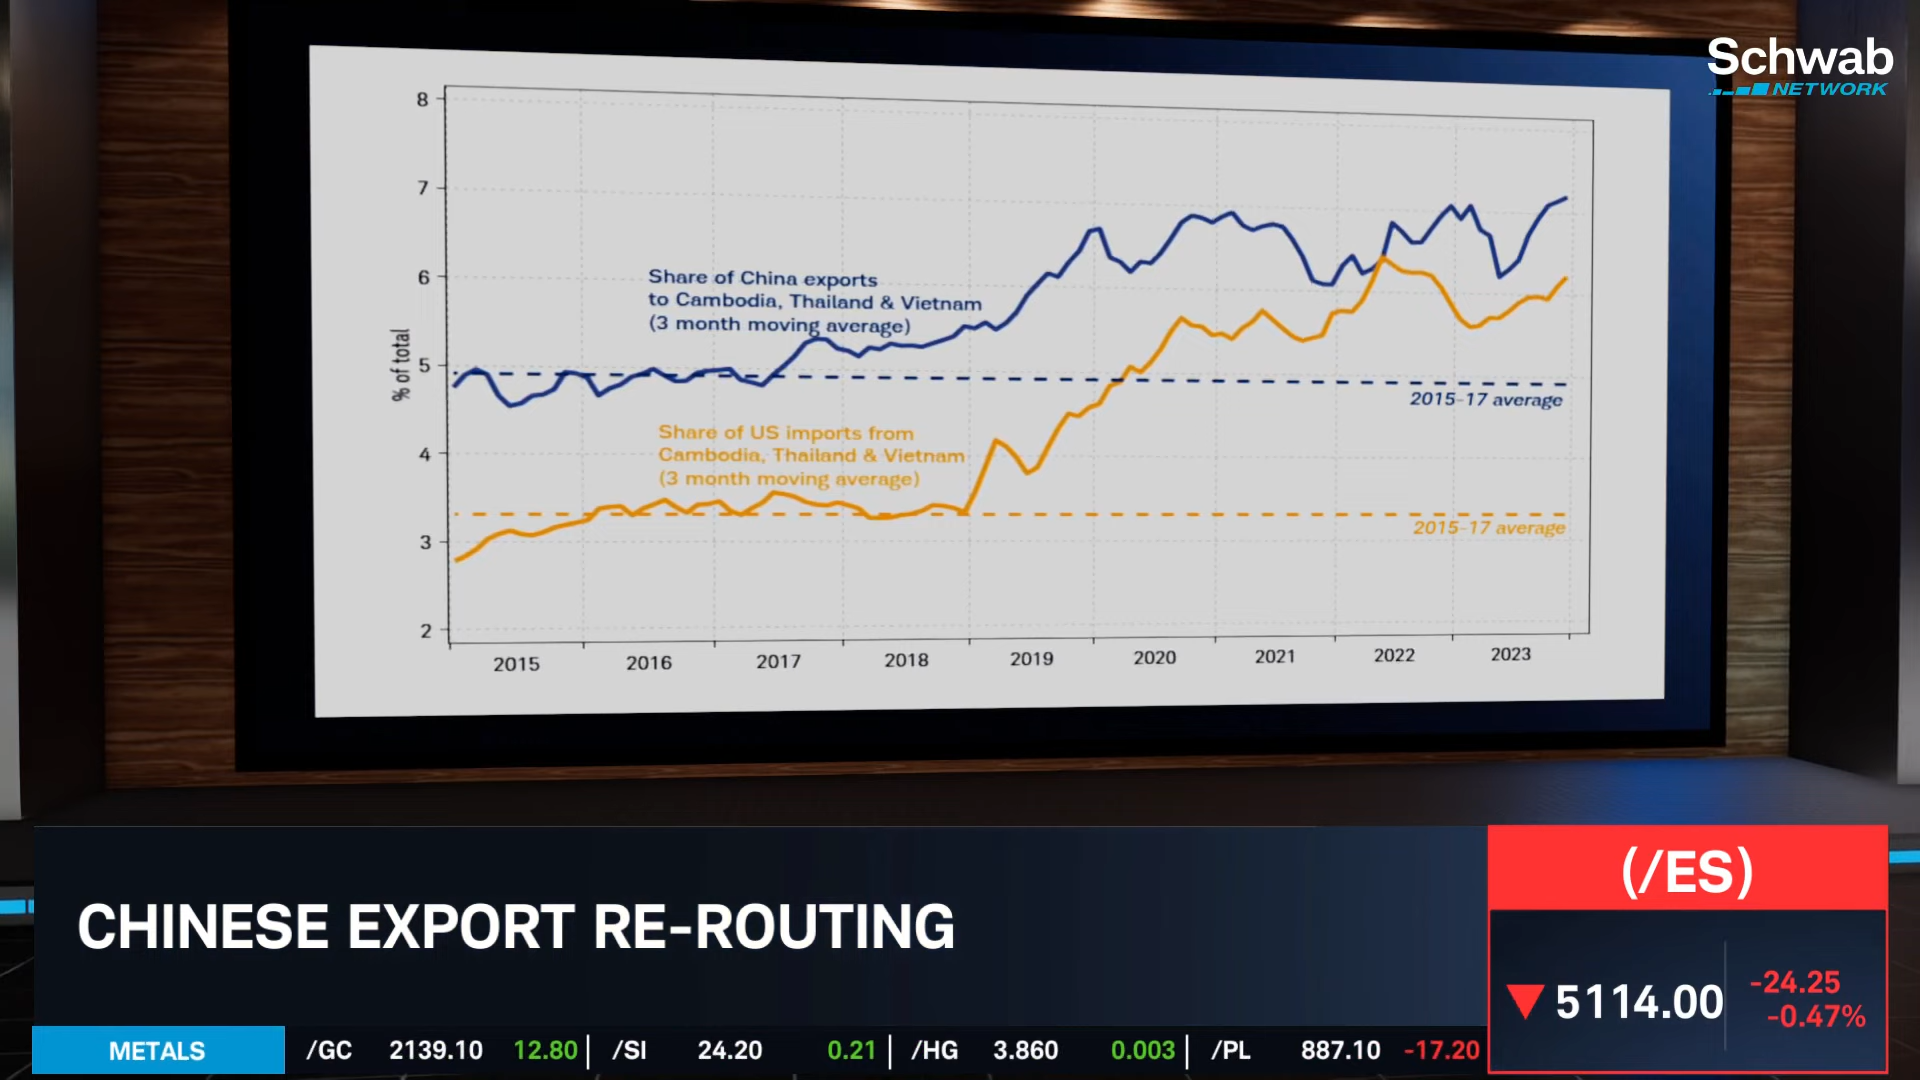 Schwab
NETWORK
8
7
6
5
4
3
2
% of total
Share of China exports
to Cambodia, Thailand & Vietnam
(3 month moving average)
2015-17 average
Share of US imports from
Cambodia, Thailand & Vietnam
(3 month moving average)
2015-17 average
2015 2016 2017 2018 2019 2020 2021 2022 2023
CHINESE EXPORT RE-ROUTING
(/ES)
5114.00
-24.25
-0.47%
METALS /GC 2139.10 12.80 /SI 24.20 0.21 /HG 3.860 0.003 /PL 887.10 -17.20